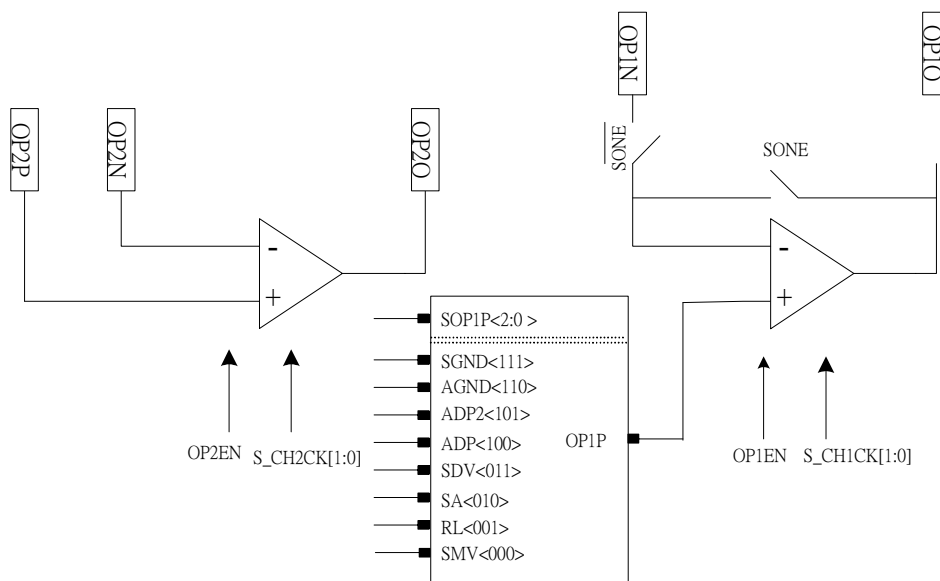 OP1N
OP1O
OP2P
OP2N
OP2O
SONE
SONE
-
+
-
+
SOP1P<2:0 >
SGND<111>
AGND<110>
ADP2<101>
ADP<100>
SDV<011>
SA<010>
RL<001>
SMV<000>
OP1P
OP2EN
S_CH2CK[1:0]
OP1EN
S_CH1CK[1:0]